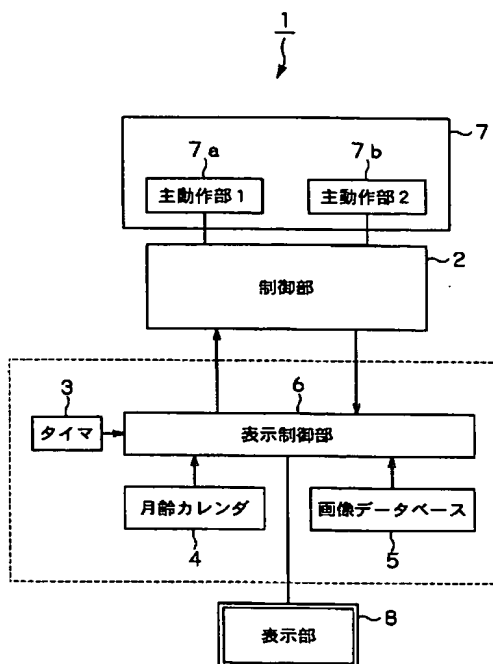 1
7
7a 7b
主動作部1 主動作部2
2
制御部
3 6
タイマ 表示制御部
月齢カレンダ 画像データベース
4 5
8
表示部